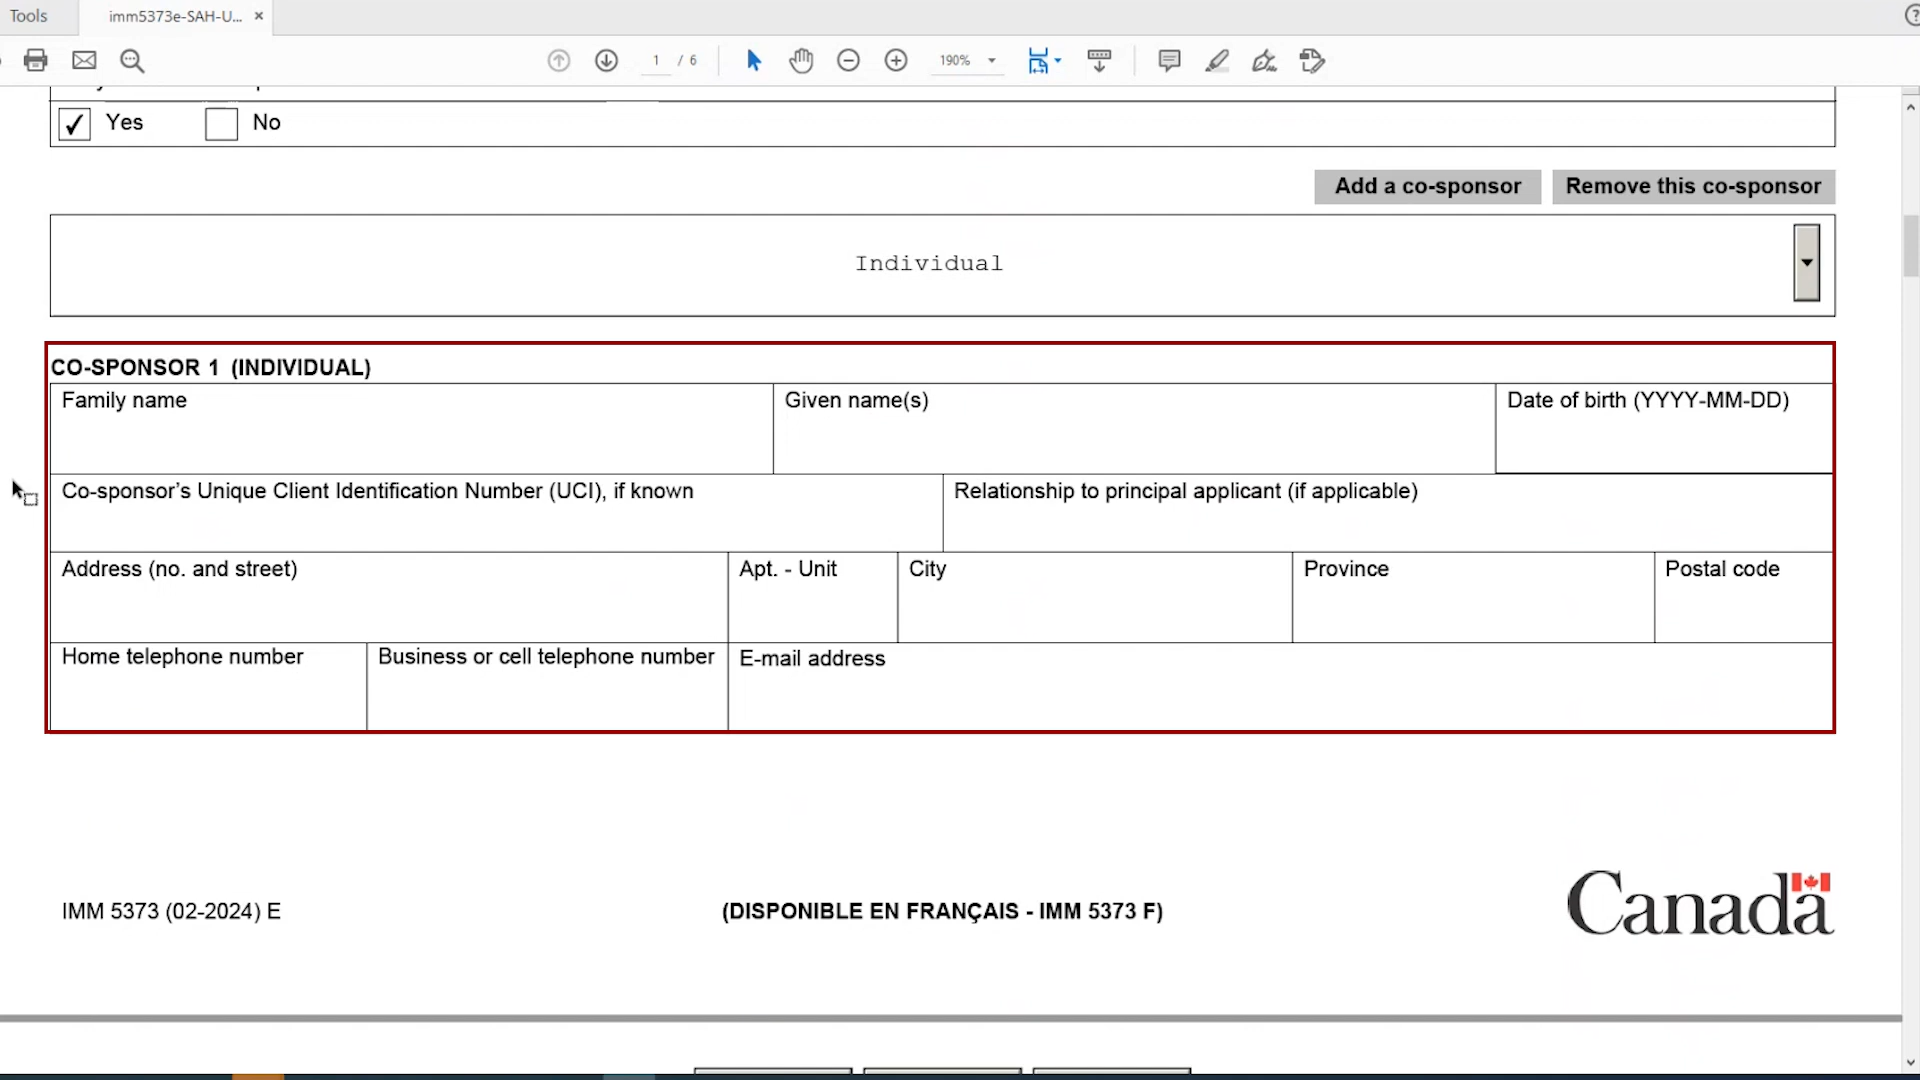 Tools
imm5373e-SAH-U... ×
1 / 6
190%
Yes
No
Add a co-sponsor
Remove this co-sponsor
Individual
CO-SPONSOR 1 (INDIVIDUAL)
Family name
Given name(s)
Date of birth (YYYY-MM-DD)
Co-sponsor’s Unique Client Identification Number (UCI), if known
Relationship to principal applicant (if applicable)
Address (no. and street)
Apt. - Unit
City
Province
Postal code
Home telephone number
Business or cell telephone number
E-mail address
IMM 5373 (02-2024) E
(DISPONIBLE EN FRANÇAIS - IMM 5373 F)
Canada